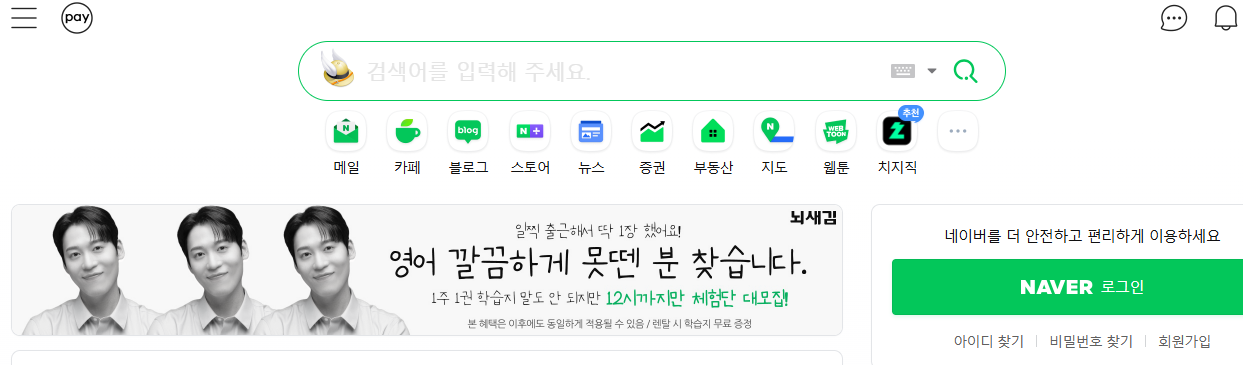 pay
검색어를 입력해 주세요.
N
blog
N+
N
WEB
TOON
추천
메일
카페
블로그
스토어
뉴스
증권
부동산
지도
웹툰
치지직
뇌새김
일찍 출근해서 딱 1장 했어요!
영어 깔끔하게 못뗀 분 찾습니다.
1주 1권 학습지 말도 안 되지만 12시까지만 체험단 대모집!
본 혜택은 이후에도 동일하게 적용될 수 있음 / 렌탈 시 학습지 무료 증정
네이버를 더 안전하고 편리하게 이용하세요
NAVER 로그인
아이디 찾기
비밀번호 찾기
회원가입